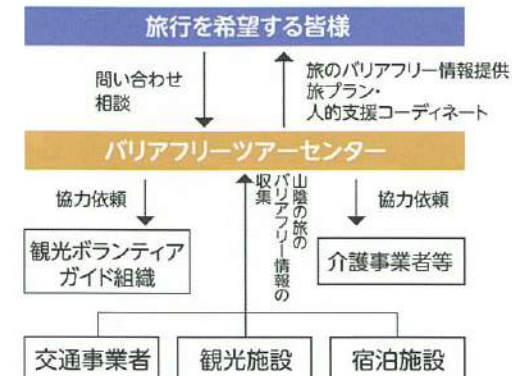 旅行を希望する皆様
問い合わせ
相談
旅のバリアフリー情報提供
旅プラン・
人的支援コーディネート
バリアフリーツアーセンター
協力依頼
山陰の旅の
バリアフリー情報の
収集
協力依頼
観光ボランティア
ガイド組織
介護事業者等
交通事業者
観光施設
宿泊施設